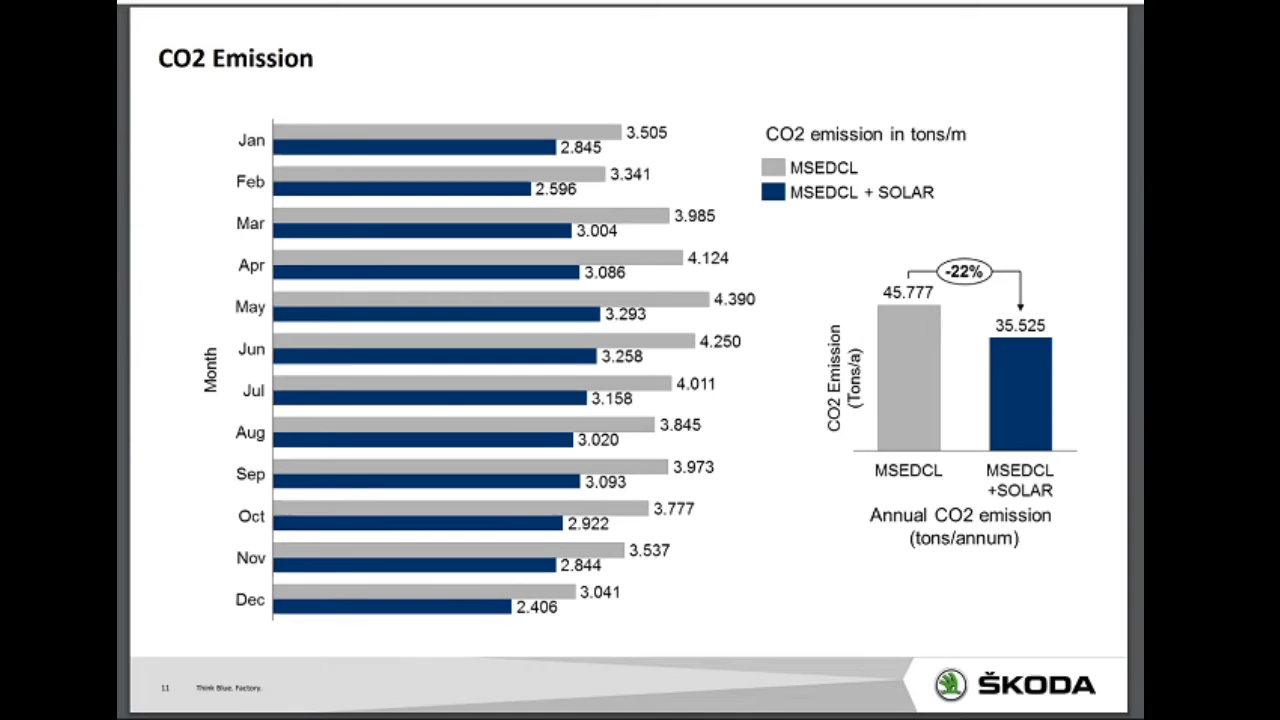 CO2 Emission
CO2 emission in tons/m
MSEDCL
MSEDCL + SOLAR
Month
Jan
3.505
2.845
Feb
3.341
2.596
Mar
3.985
3.004
Apr
4.124
3.086
May
4.390
3.293
Jun
4.250
3.258
Jul
4.011
3.158
Aug
3.845
3.020
Sep
3.973
3.093
Oct
3.777
2.922
Nov
3.537
2.844
Dec
3.041
2.406
-22%
45.777
35.525
CO2 Emission
(Tons/a)
MSEDCL
MSEDCL
+SOLAR
Annual CO2 emission
(tons/annum)
11
Think Blue. Factory.
ŠKODA